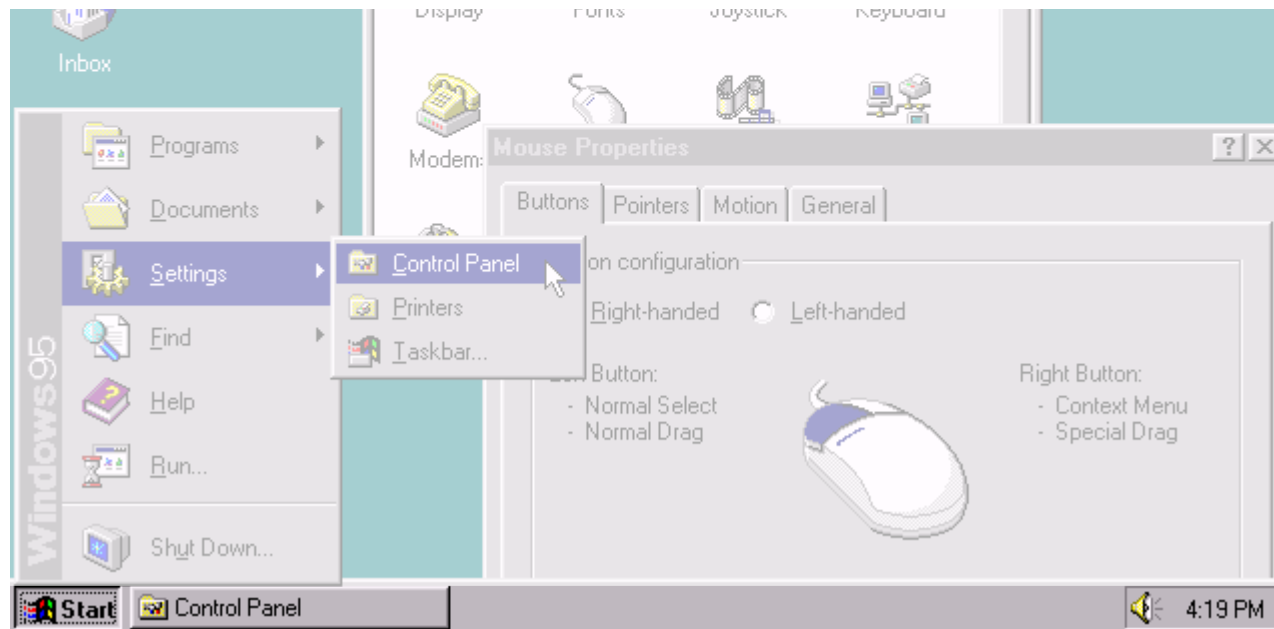 Display Fonts Joystick Keyboard
Inbox
Modems
Mouse Properties
Buttons Pointers Motion General
Programs
Documents
Settings
Find
Help
Run...
Shut Down...
Windows95
Control Panel
Printers
Taskbar...
on configuration
Right-handed Left-handed
Button:
- Normal Select
- Normal Drag
Right Button:
- Context Menu
- Special Drag
Start Control Panel 4:19 PM